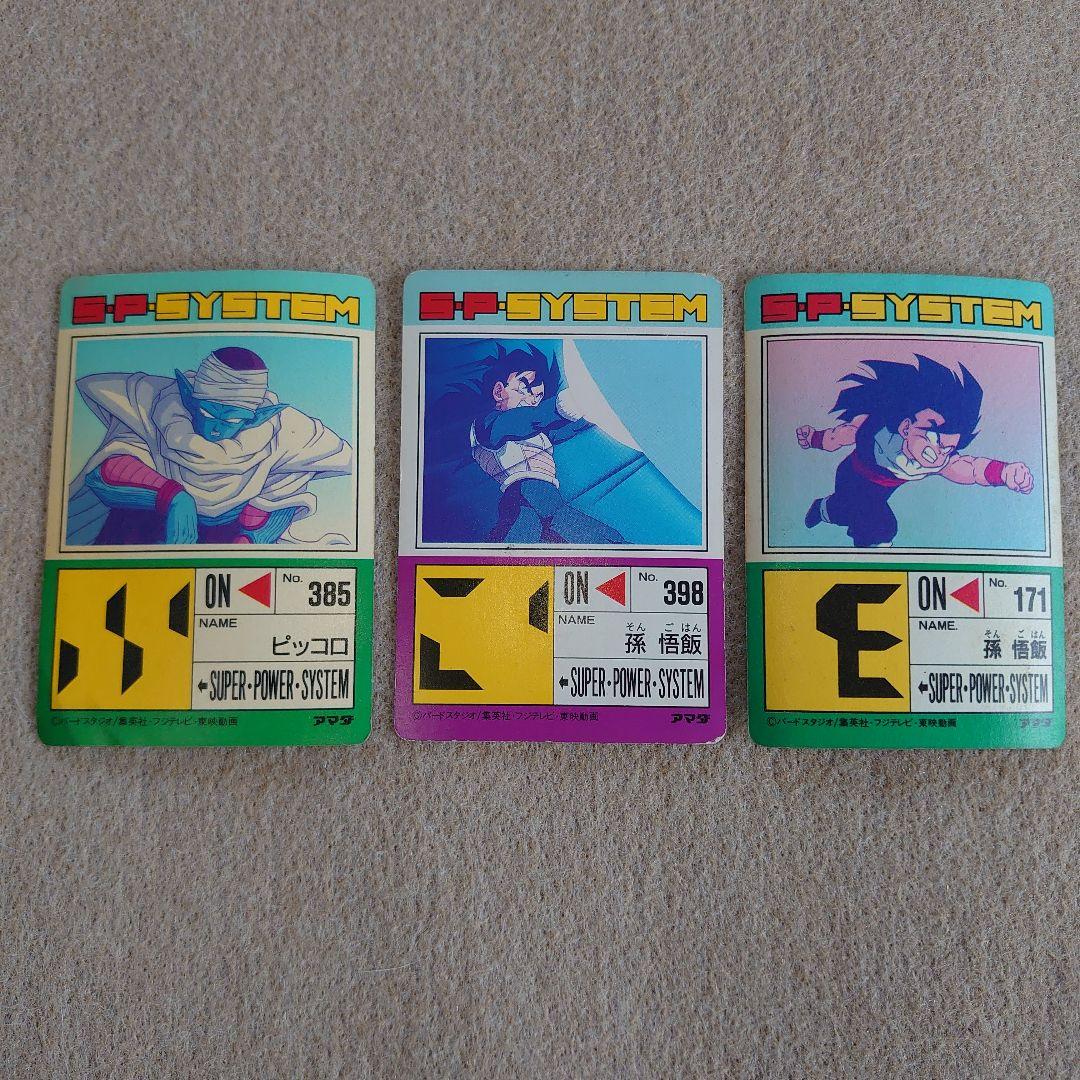 S·P·SYSTEM
ON
No. 385
NAME
ピッコロ
SUPER·POWER·SYSTEM
©バードスタジオ/集英社・フジテレビ・東映動画
アマダ
S·P·SYSTEM
ON
No. 398
NAME
そん ご はん
孫 悟飯
SUPER·POWER·SYSTEM
©バードスタジオ/集英社・フジテレビ・東映動画
アマダ
S·P·SYSTEM
E
ON
No. 171
NAME.
そん ご はん
孫 悟飯
SUPER·POWER·SYSTEM
©バードスタジオ/集英社・フジテレビ・東映動画
アマダ